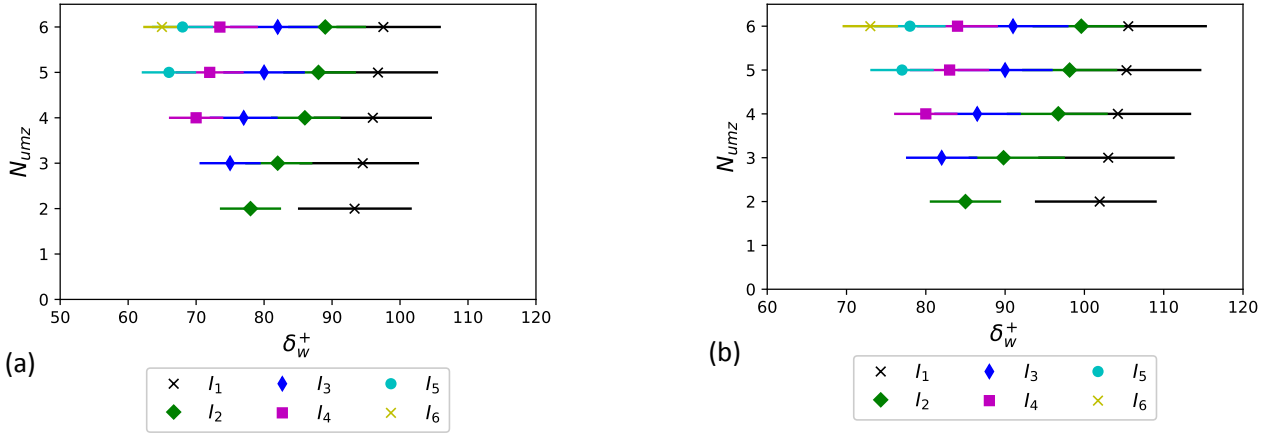 6
5
4
3
2
1
0
N_umz
50 60 70 80 90 100 110 120
δ_w^+
(a)
× I_1 ♦ I_3 ● I_5
◆ I_2 ■ I_4 × I_6
6
5
4
3
2
1
0
N_umz
60 70 80 90 100 110 120
δ_w^+
(b)
× I_1 ♦ I_3 ● I_5
◆ I_2 ■ I_4 × I_6